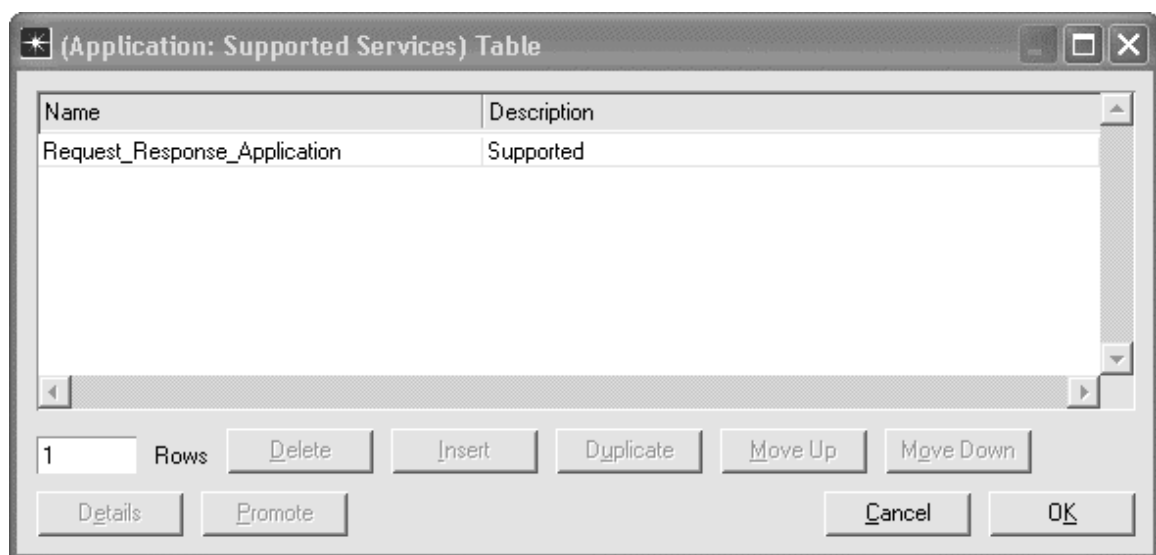 (Application: Supported Services) Table
Name Description
Request_Response_Application Supported
1 Rows Delete Insert Duplicate Move Up Move Down
Details Promote Cancel OK